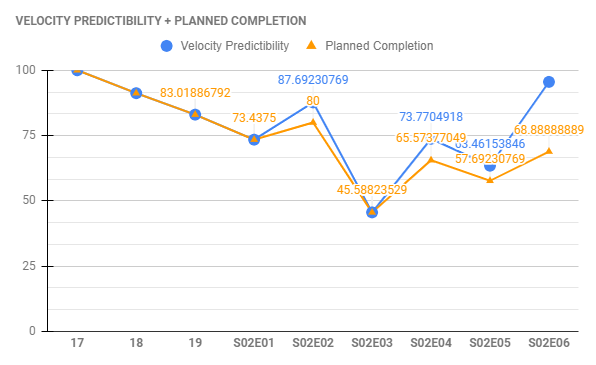 VELOCITY PREDICTIBILITY + PLANNED COMPLETION
Velocity Predictibility
Planned Completion
100
75
50
25
0
83.01886792
73.4375
87.69230769
80
45.58823529
73.7704918
65.57377049
63.46153846
57.69230769
68.88888889
17
18
19
S02E01
S02E02
S02E03
S02E04
S02E05
S02E06